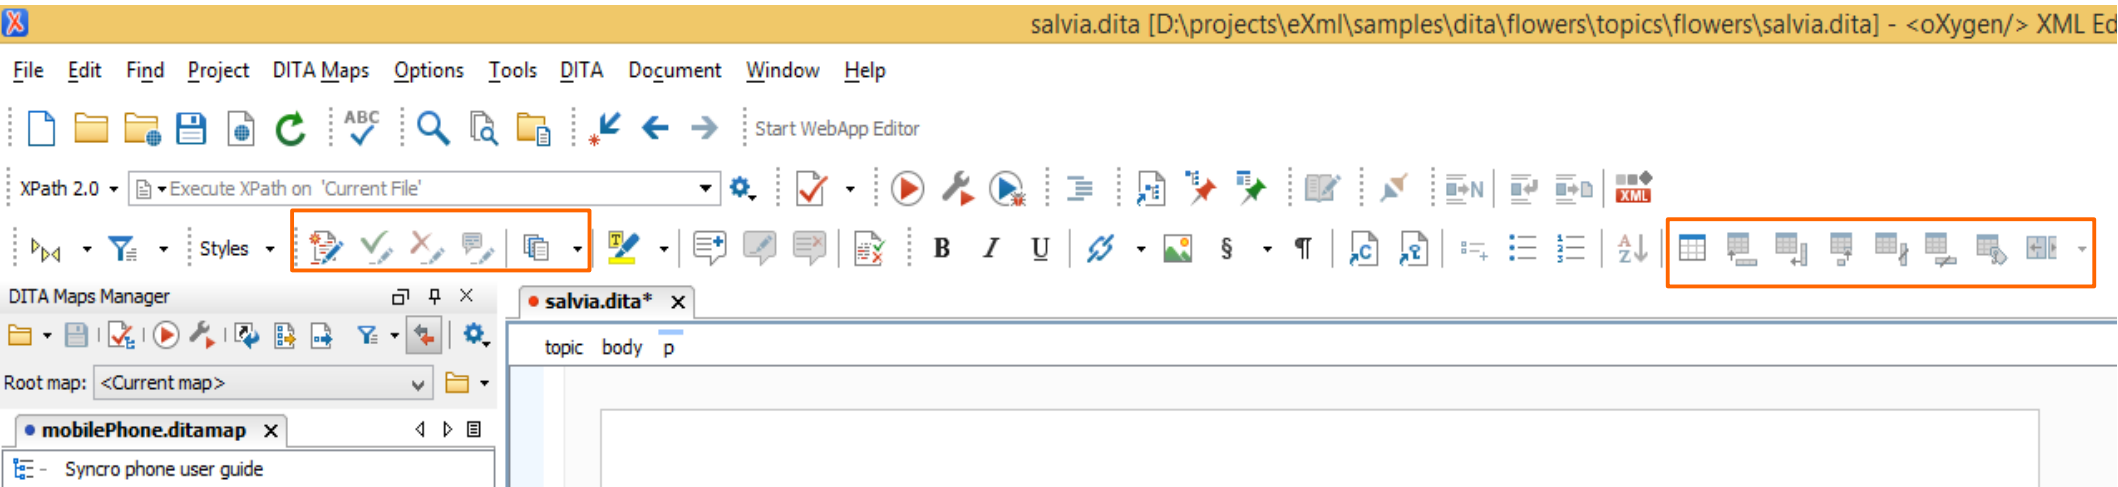 salvia.dita [D:\projects\eXml\samples\dita\flowers\topics\flowers\salvia.dita] - <oXygen/> XML Ed
File Edit Find Project DITA Maps Options Tools DITA Document Window Help
ABC Start WebApp Editor
XPath 2.0 Execute XPath on 'Current File' N D XML
Styles T B I U § ¶ C A Z
DITA Maps Manager
salvia.dita*
topic body p
Root map: <Current map>
mobilePhone.ditamap
Syncro phone user guide